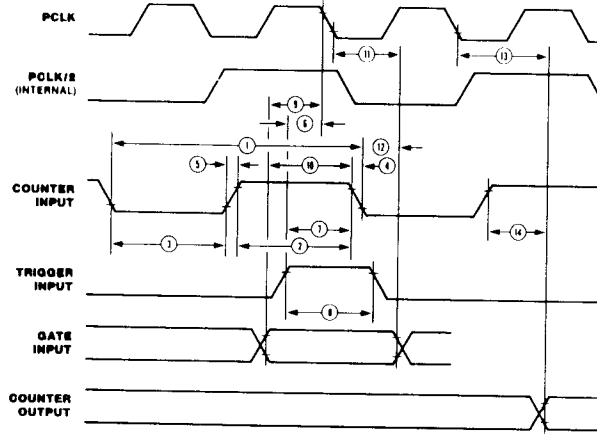 PCLK
11
13
PCLK/2
(INTERNAL)
9
6
1
12
5
10
4
COUNTER
INPUT
7
3
2
14
TRIGGER
INPUT
8
GATE
INPUT
COUNTER
OUTPUT